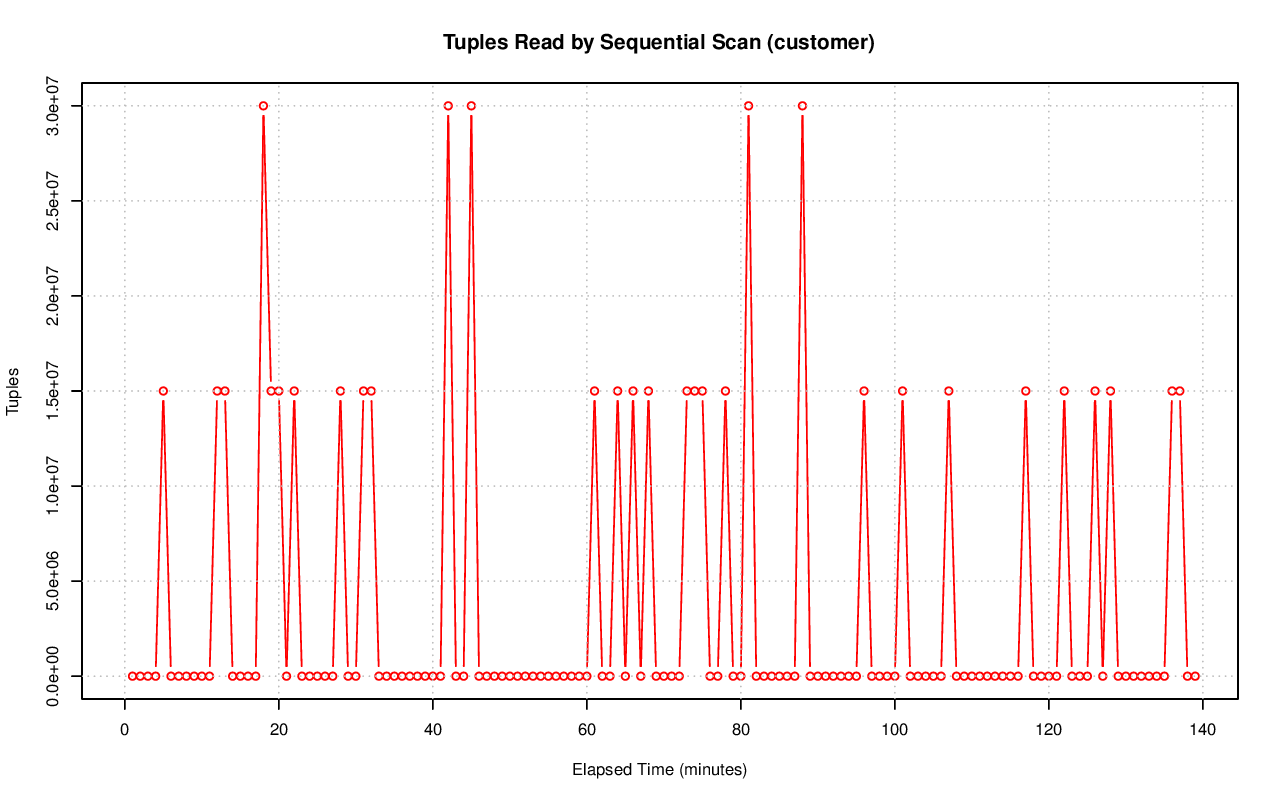 Tuples Read by Sequential Scan (customer)
Tuples
3.0e+07
2.5e+07
2.0e+07
1.5e+07
1.0e+07
5.0e+06
0.0e+00
0 20 40 60 80 100 120 140
Elapsed Time (minutes)